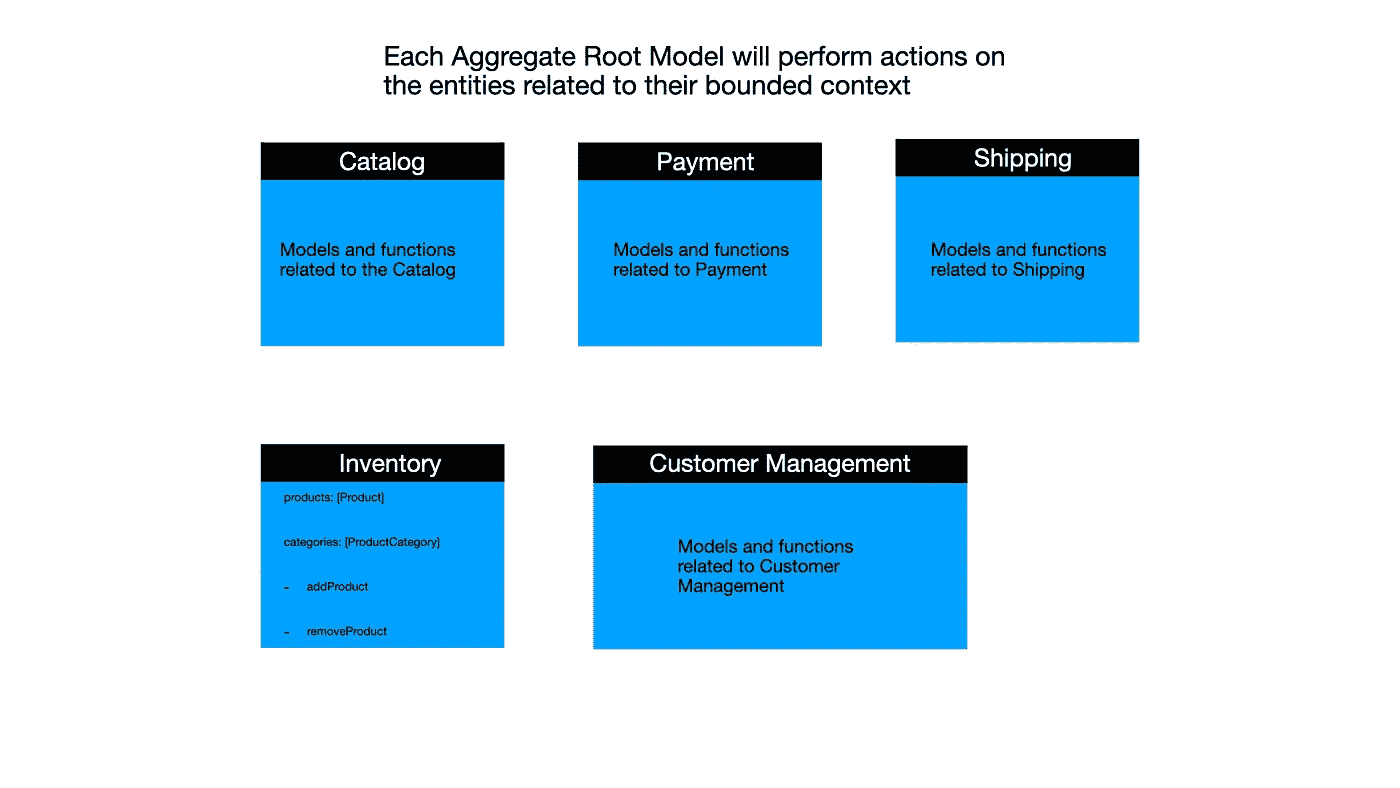 Each Aggregate Root Model will perform actions on
the entities related to their bounded context
Catalog
Models and functions
related to the Catalog
Payment
Models and functions
related to Payment
Shipping
Models and functions
related to Shipping
Inventory
products: [Product]
categories: [ProductCategory]
- addProduct
- removeProduct
Customer Management
Models and functions
related to Customer
Management